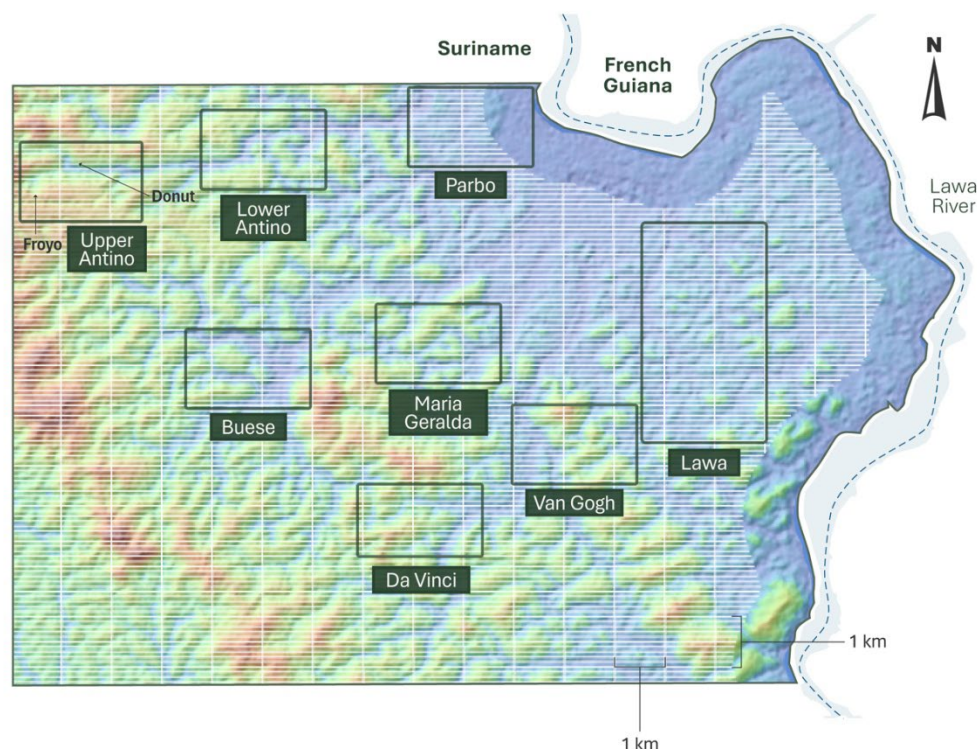 Suriname
French
Guiana
N
Lawa
River
Parbo
Donut
Lower
Antino
Froyo
Upper
Antino
Buese
Maria
Geralda
Lawa
Van Gogh
Da Vinci
1 km
1 km